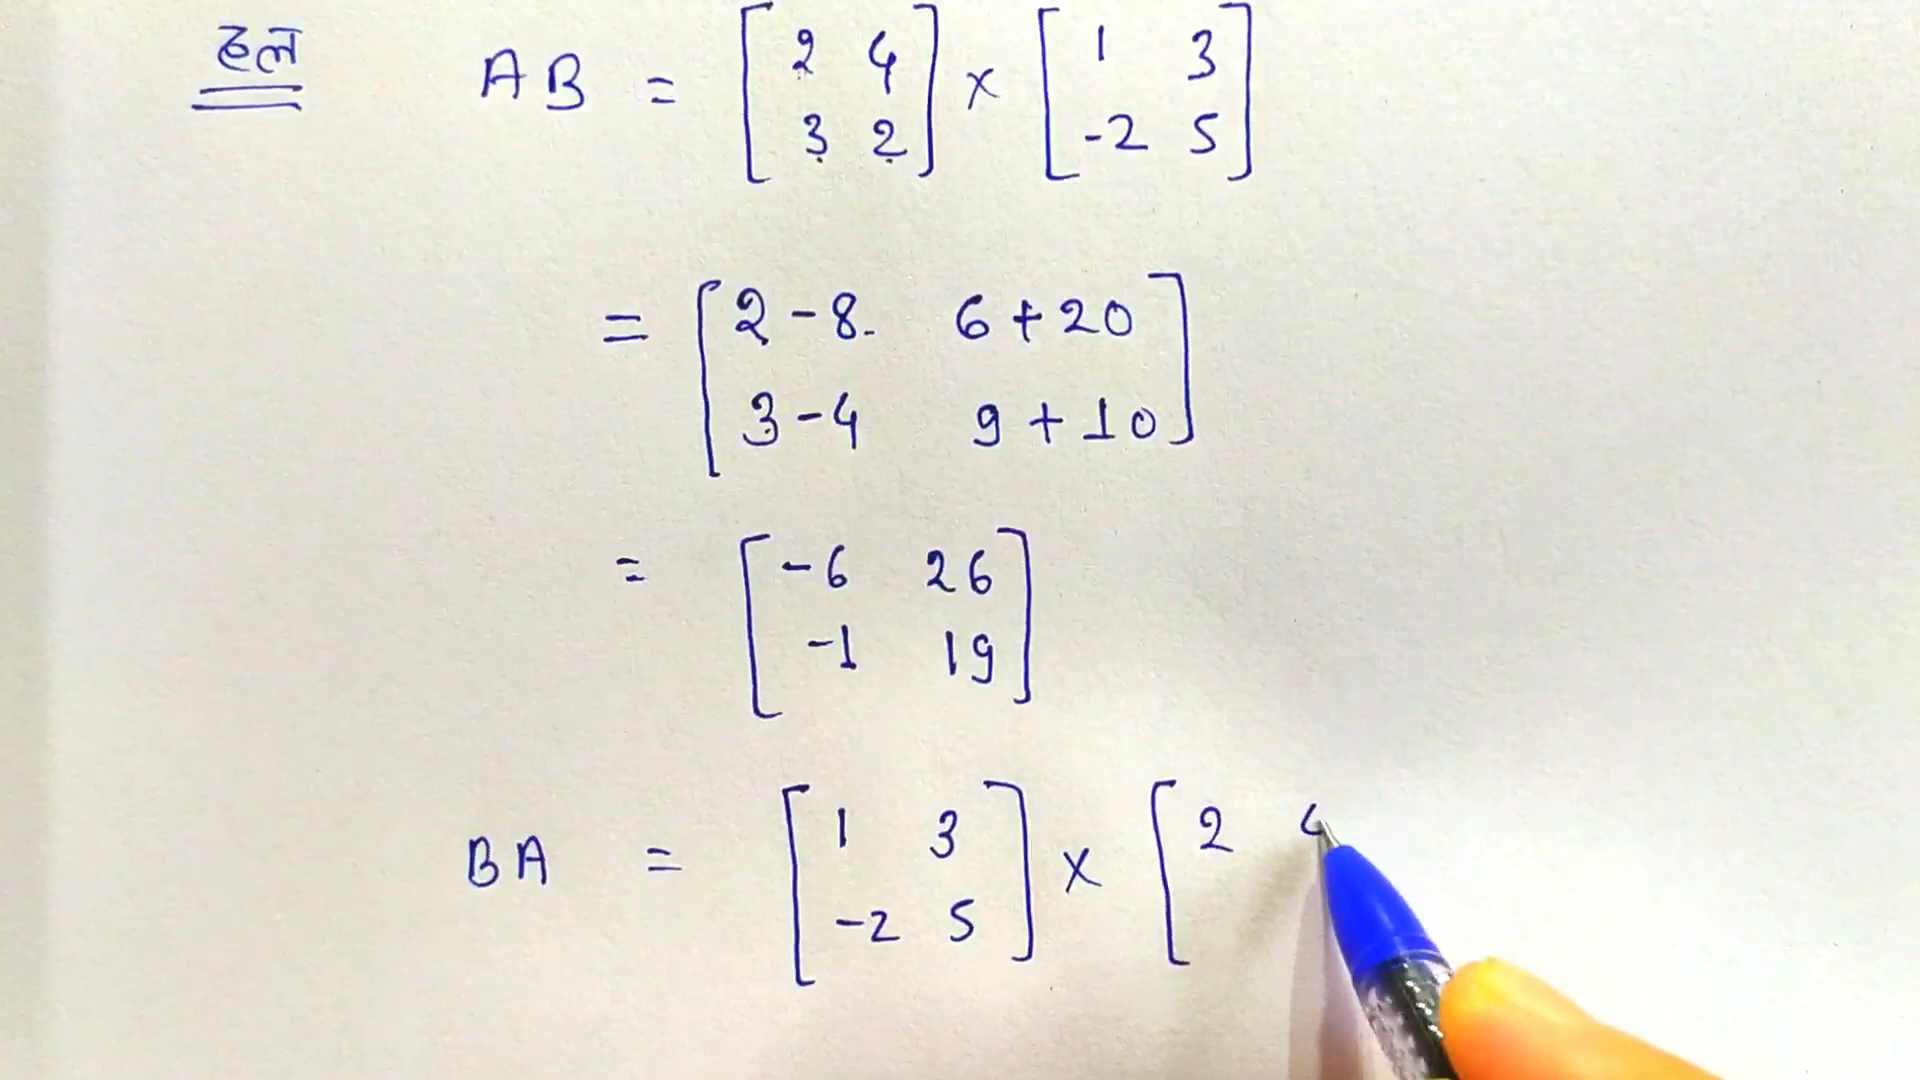 हल AB = [2 4] × [1 3]
[3 2] [-2 5]
= [2-8 6+20]
[3-4 9+10]
= [-6 26]
[-1 19]
BA = [1 3] × [2
[-2 5]